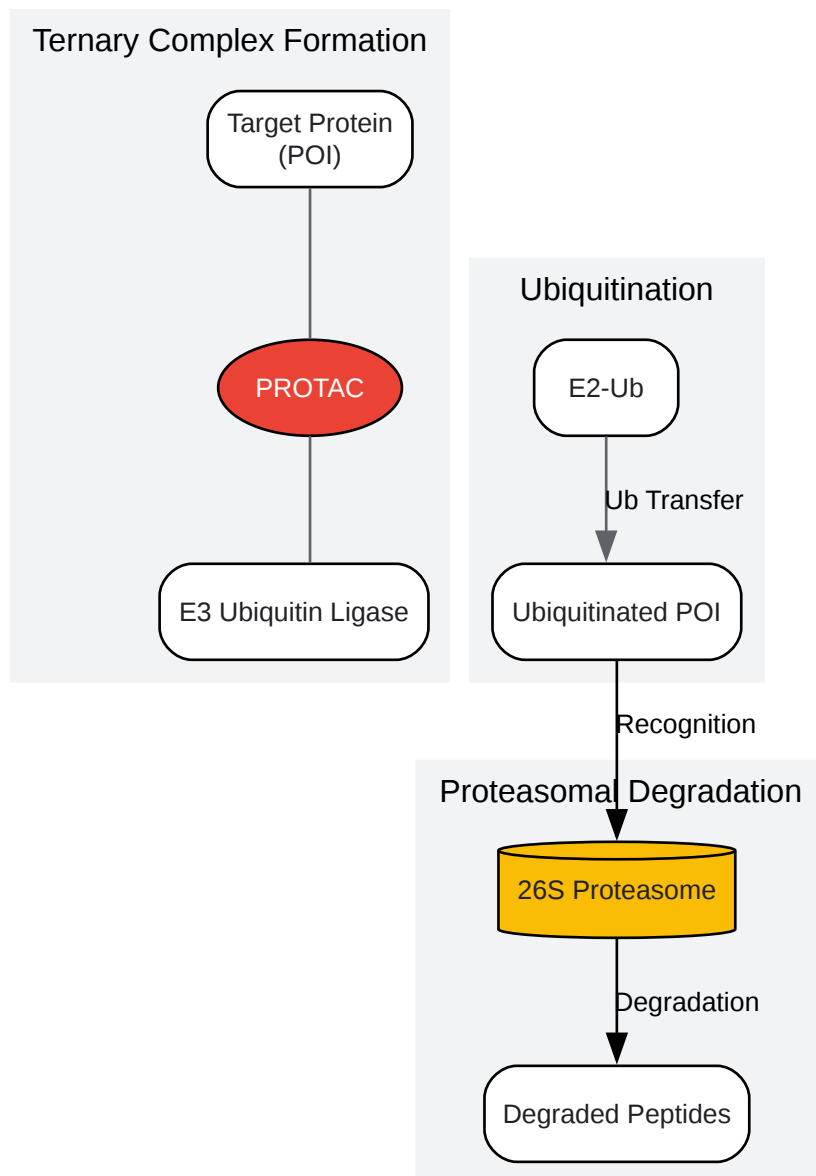 Ternary Complex Formation
Target Protein
(POI)
PROTAC
E3 Ubiquitin Ligase
Ubiquitination
E2-Ub
Ub Transfer
Ubiquitinated POI
Recognition
Proteasomal Degradation
26S Proteasome
Degradation
Degraded Peptides